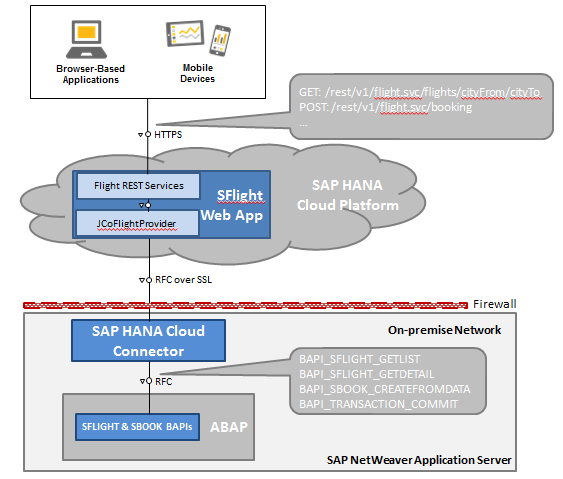 Browser-Based
Applications
Mobile
Devices
GET: /rest/v1/flight.svc/flights/cityFrom/cityTo
POST: /rest/v1/flight.svc/booking
...
HTTPS
Flight REST Services
SFlight
Web App
JCoFlightProvider
SAP HANA
Cloud Platform
RFC over SSL
Firewall
SAP HANA Cloud
Connector
On-premise Network
BAPI_SFLIGHT_GETLIST
BAPI_SFLIGHT_GETDETAIL
BAPI_SBOOK_CREATEFROMDATA
BAPI_TRANSACTION_COMMIT
RFC
SFLIGHT & SBOOK BAPIs
ABAP
SAP NetWeaver Application Server